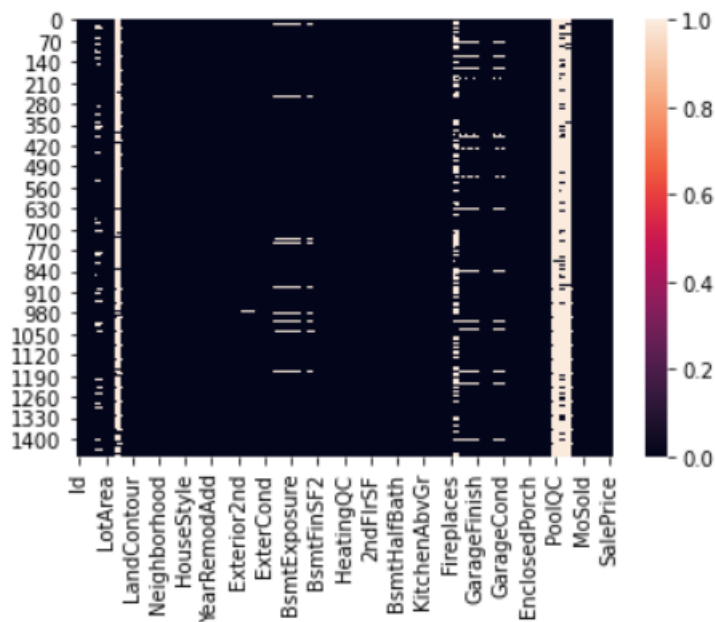 0
70
140
210
280
350
420
490
560
630
700
770
840
910
980
1050
1120
1190
1260
1330
1400
1.0
0.8
0.6
0.4
0.2
0.0
Id
LotArea
LandContour
Neighborhood
HouseStyle
YearRemodAdd
Exterior2nd
ExterCond
BsmtExposure
BsmtFinSF2
HeatingQC
2ndFlrSF
BsmtHalfBath
KitchenAbvGr
Fireplaces
GarageFinish
GarageCond
EnclosedPorch
PoolQC
MoSold
SalePrice